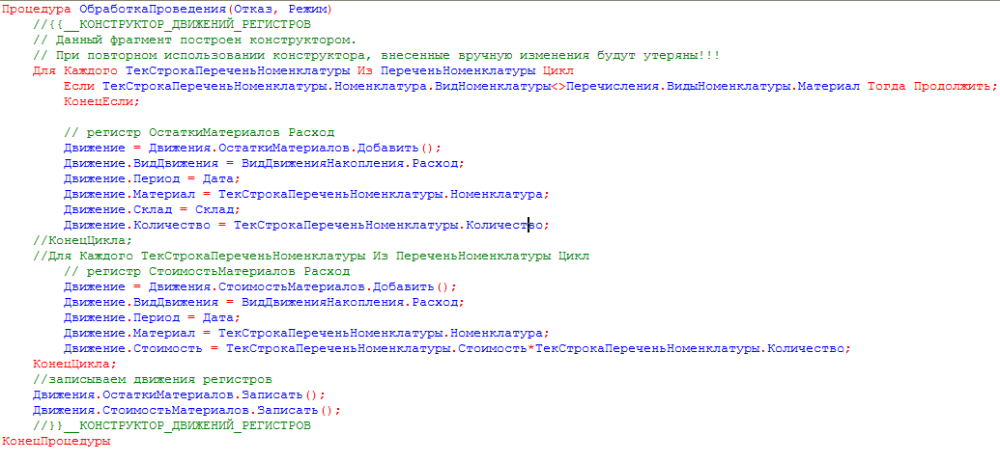 Процедура ОбработкаПроведения(Отказ, Режим)
//{{__КОНСТРУКТОР_ДВИЖЕНИЙ_РЕГИСТРОВ
// Данный фрагмент построен конструктором.
// При повторном использовании конструктора, внесенные вручную изменения будут утеряны!!!
Для Каждого ТекСтрокаПереченьНоменклатуры Из ПереченьНоменклатуры Цикл
Если ТекСтрокаПереченьНоменклатуры.Номенклатура.ВидНоменклатуры<>Перечисления.ВидыНоменклатуры.Материал Тогда Продолжить;
КонецЕсли;
// регистр ОстаткиМатериалов Расход
Движение = Движения.ОстаткиМатериалов.Добавить();
Движение.ВидДвижения = ВидДвиженияНакопления.Расход;
Движение.Период = Дата;
Движение.Материал = ТекСтрокаПереченьНоменклатуры.Номенклатура;
Движение.Склад = Склад;
Движение.Количество = ТекСтрокаПереченьНоменклатуры.Количество;
//КонецЦикла;
//Для Каждого ТекСтрокаПереченьНоменклатуры Из ПереченьНоменклатуры Цикл
// регистр СтоимостьМатериалов Расход
Движение = Движения.СтоимостьМатериалов.Добавить();
Движение.ВидДвижения = ВидДвиженияНакопления.Расход;
Движение.Период = Дата;
Движение.Материал = ТекСтрокаПереченьНоменклатуры.Номенклатура;
Движение.Стоимость = ТекСтрокаПереченьНоменклатуры.Стоимость*ТекСтрокаПереченьНоменклатуры.Количество;
КонецЦикла;
//записываем движения регистров
Движения.ОстаткиМатериалов.Записать();
Движения.СтоимостьМатериалов.Записать();
//}}__КОНСТРУКТОР_ДВИЖЕНИЙ_РЕГИСТРОВ
КонецПроцедуры